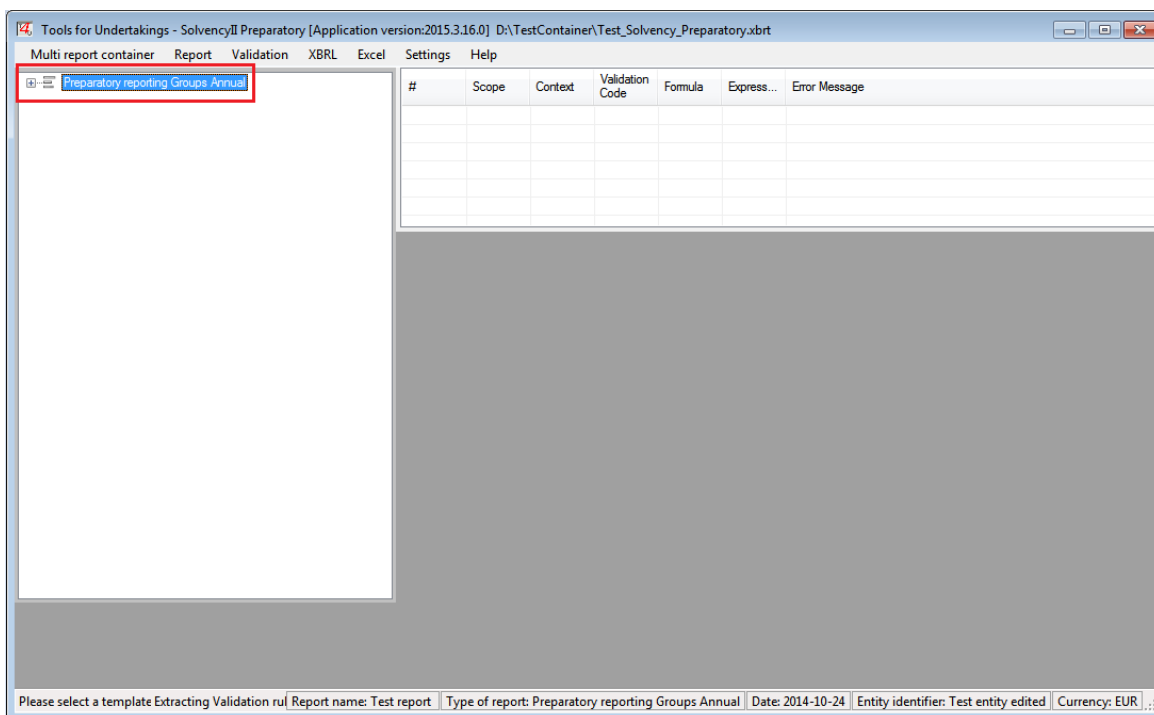 Tools for Undertakings - SolvencyII Preparatory [Application version:2015.3.16.0] D:\TestContainer\Test_Solvency_Preparatory.xbrt
Multi report container Report Validation XBRL Excel Settings Help
Preparatory reporting Groups Annual
# Scope Context Validation Code Formula Express... Error Message
Please select a template Extracting Validation rul Report name: Test report Type of report: Preparatory reporting Groups Annual Date: 2014-10-24 Entity identifier: Test entity edited Currency: EUR